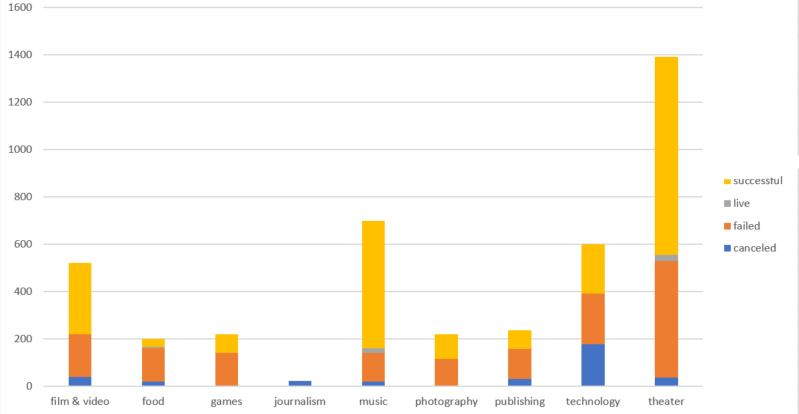 1600
1400
1200
1000
800
600
400
200
0
film & video food games journalism music photography publishing technology theater
successful
live
failed
canceled